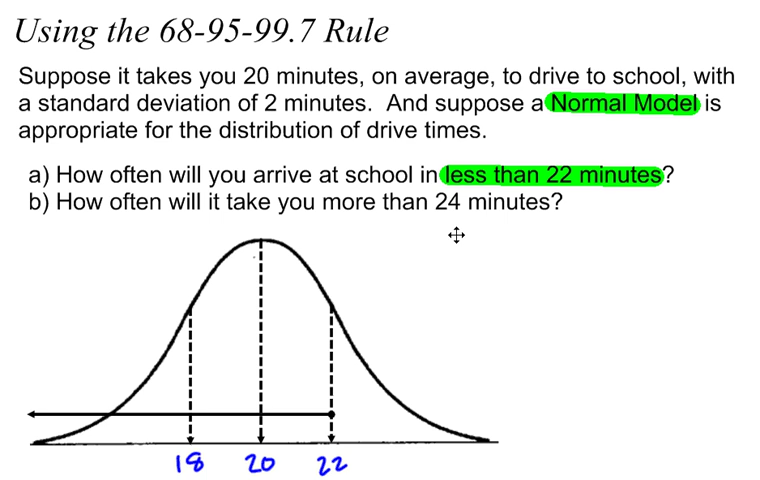 Using the 68-95-99.7 Rule
Suppose it takes you 20 minutes, on average, to drive to school, with
a standard deviation of 2 minutes. And suppose a Normal Model is
appropriate for the distribution of drive times.
a) How often will you arrive at school in less than 22 minutes?
b) How often will it take you more than 24 minutes?
18 20 22